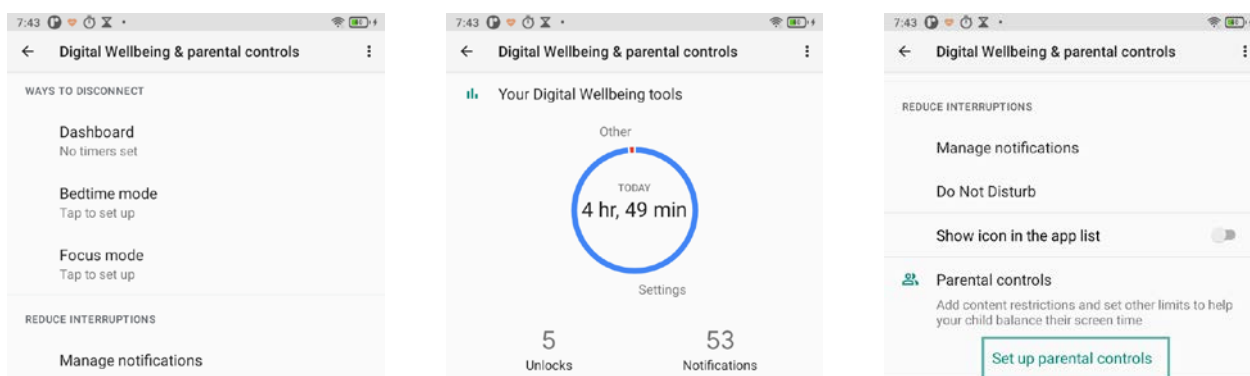 7:43
Digital Wellbeing & parental controls
WAYS TO DISCONNECT
Dashboard
No timers set
Bedtime mode
Tap to set up
Focus mode
Tap to set up
REDUCE INTERRUPTIONS
Manage notifications
7:43
Digital Wellbeing & parental controls
Your Digital Wellbeing tools
Other
TODAY
4 hr, 49 min
Settings
5
53
Unlocks
Notifications
7:43
Digital Wellbeing & parental controls
REDUCE INTERRUPTIONS
Manage notifications
Do Not Disturb
Show icon in the app list
Parental controls
Add content restrictions and set other limits to help
your child balance their screen time
Set up parental controls